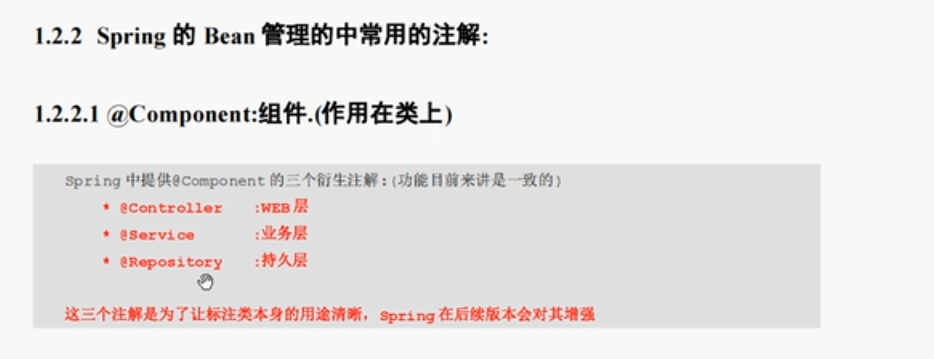 1.2.2 Spring 的 Bean 管理的中常用的注解:
1.2.2.1 @Component:组件.(作用在类上)
Spring 中提供@Component 的三个衍生注解:(功能目前来讲是一致的)
* @Controller :WEB 层
* @Service :业务层
* @Repository :持久层
这三个注解是为了让标注类本身的用途清晰，Spring 在后续版本会对其增强